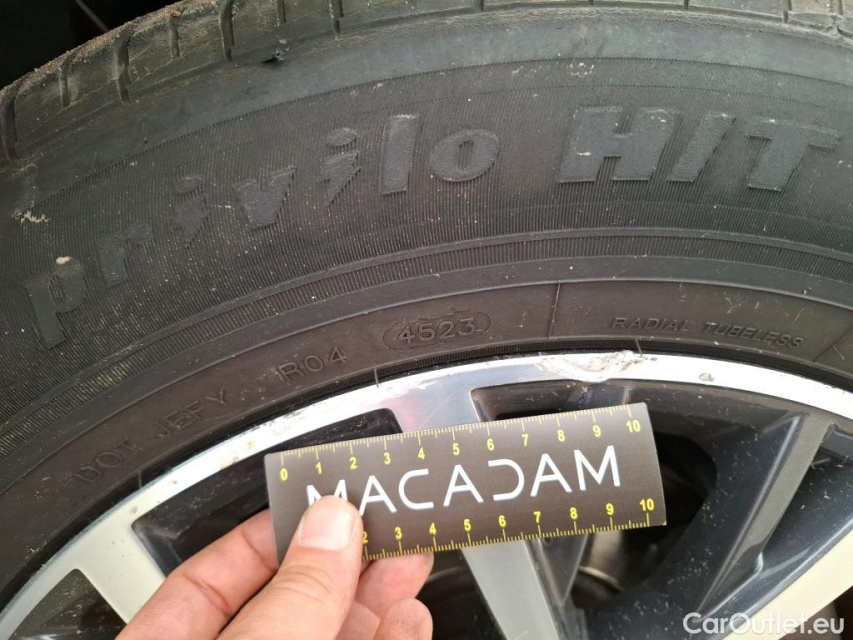 privilo H/T
4523
RADIAL TUBELESS
DOT JEFY R04
0 1 2 3 4 5 6 7 8 9 10
MACADAM
2 3 4 5 6 7 8 9 10
CarOutlet.eu